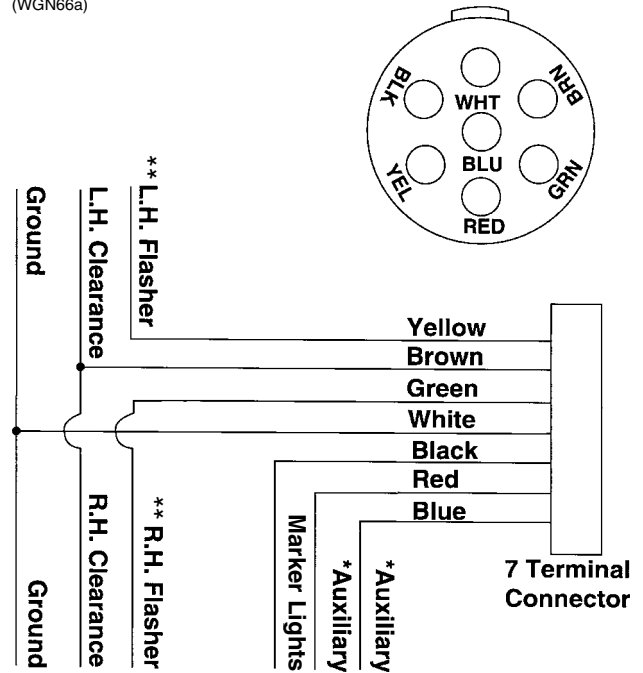 (WGN66a)
BLK
WHT
BRN
YEL
BLU
GRN
RED
Ground
L.H. Clearance
** L.H. Flasher
Yellow
Brown
Green
White
Black
Red
Blue
7 Terminal
Connector
Ground
R.H. Clearance
** R.H. Flasher
Marker Lights
*Auxiliary
*Auxiliary